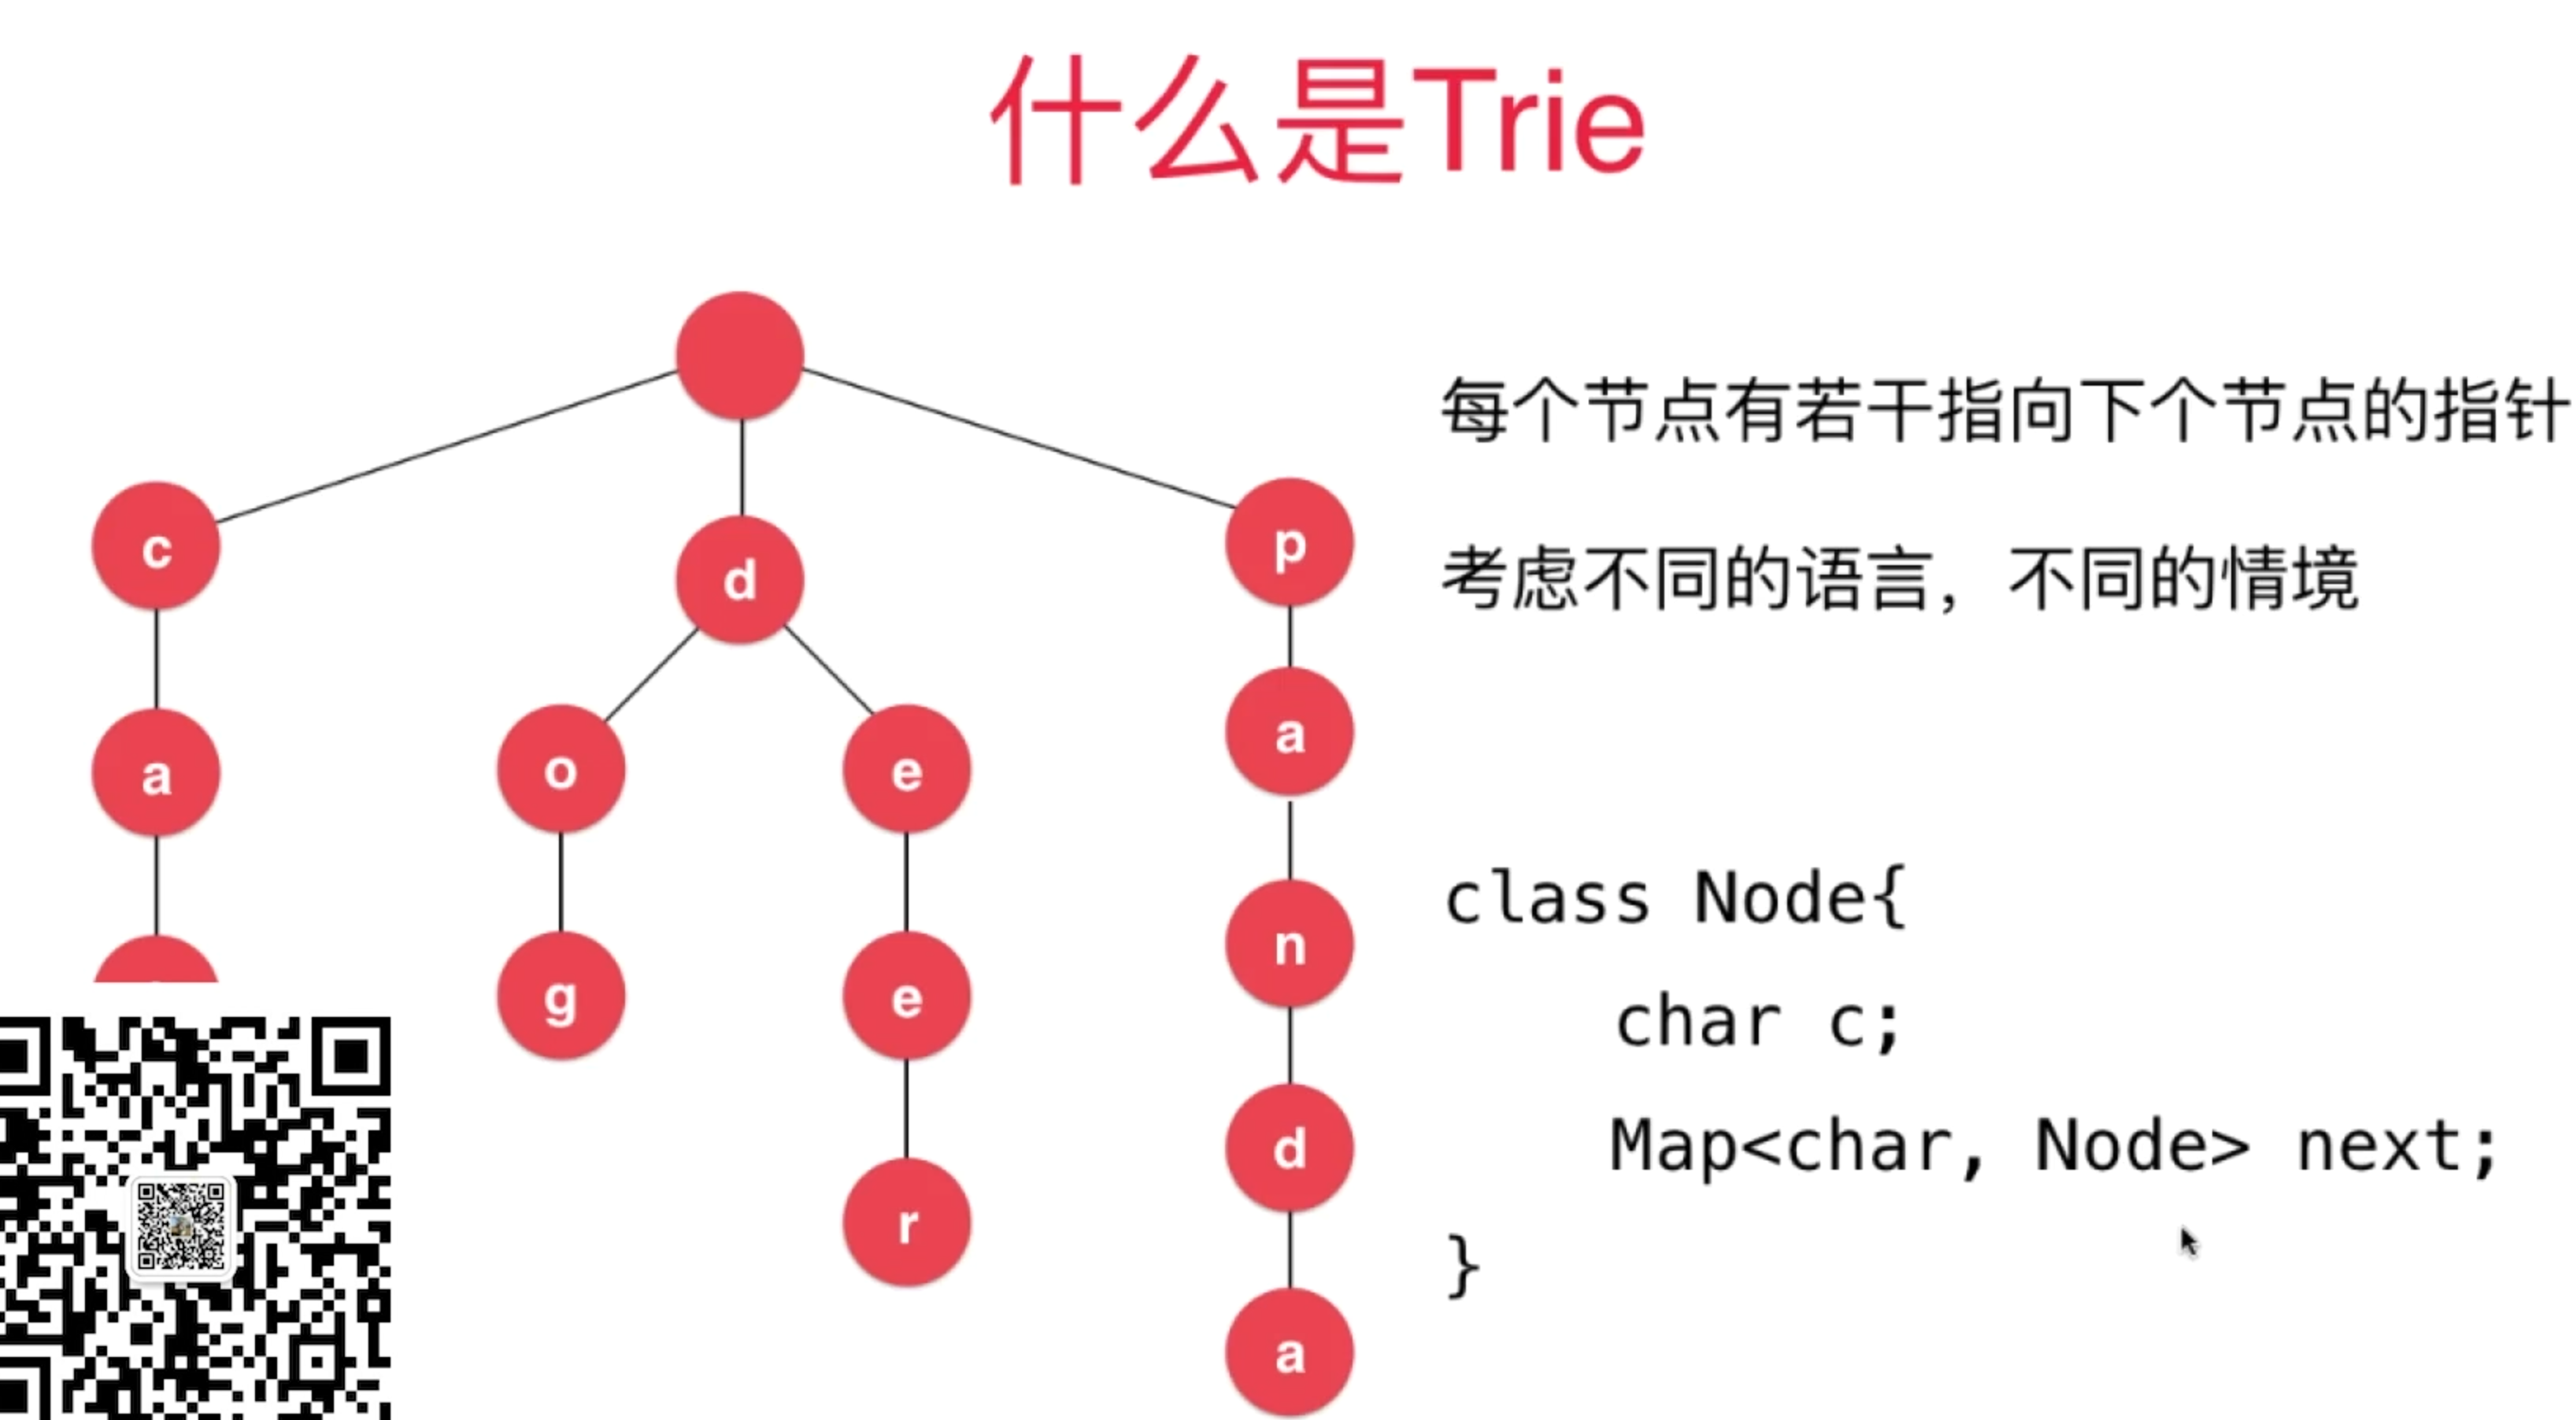 什么是Trie
c
d
p
a
o
e
a
g
e
n
r
d
a
每个节点有若干指向下个节点的指针
考虑不同的语言，不同的情境
class Node{
char c;
Map<char, Node> next;
}